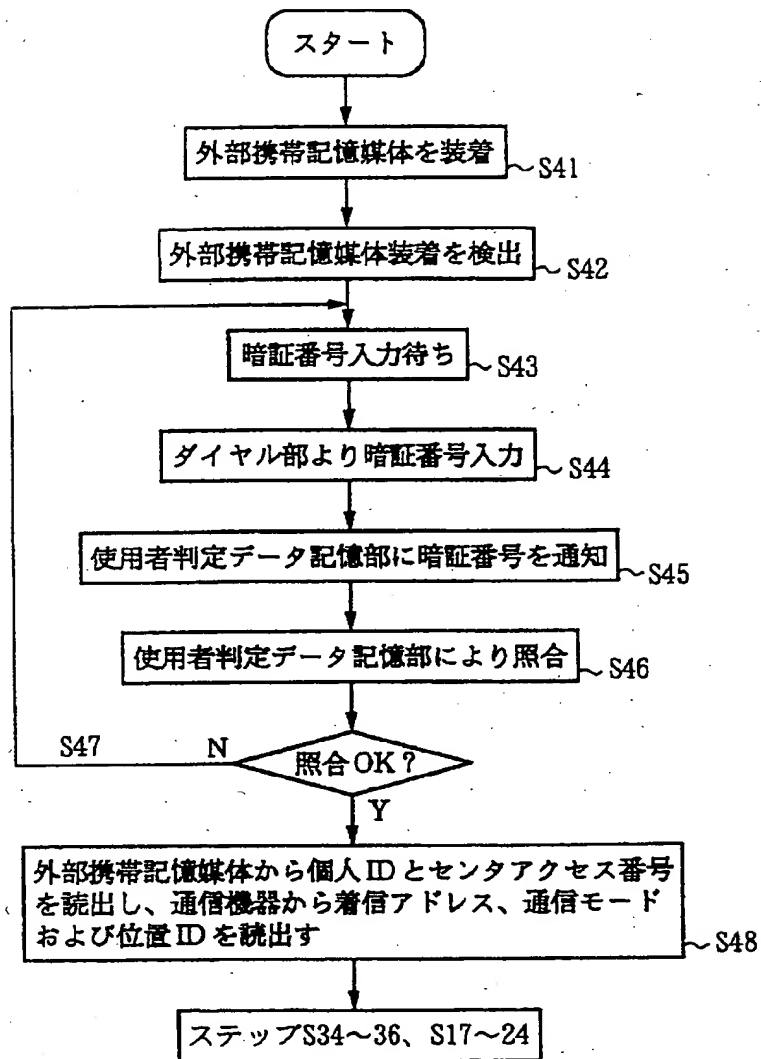 スタート
外部携帯記憶媒体を装着
~S41
外部携帯記憶媒体装着を検出
~S42
暗証番号入力待ち
~S43
ダイヤル部より暗証番号入力
~S44
使用者判定データ記憶部に暗証番号を通知
~S45
使用者判定データ記憶部により照合
~S46
S47
N
照合OK?
Y
外部携帯記憶媒体から個人IDとセンタアクセス番号
を読出し、通信機器から着信アドレス、通信モード
および位置IDを読出す
~S48
ステップS34~36、S17~24